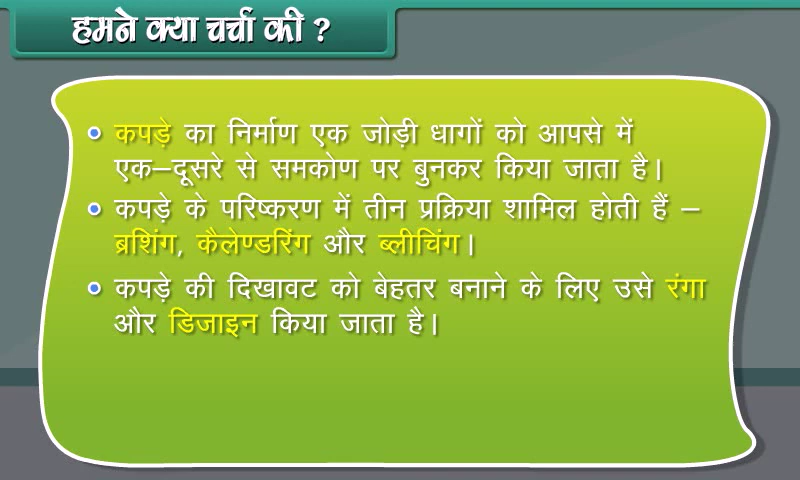 हमने क्या चर्चा की ?
• कपड़े का निर्माण एक जोड़ी धागों को आपसे में
एक–दूसरे से समकोण पर बुनकर किया जाता है।
• कपड़े के परिष्करण में तीन प्रक्रिया शामिल होती हैं –
ब्रशिंग, कैलेण्डरिंग और ब्लीचिंग।
• कपड़े की दिखावट को बेहतर बनाने के लिए उसे रंगा
और डिजाइन किया जाता है।